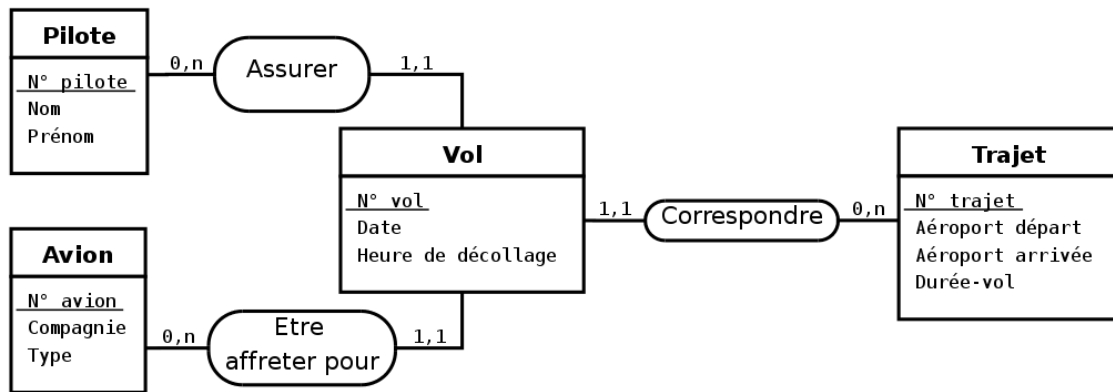 Pilote
N° pilote
Nom
Prénom
0,n
Assurer
1,1
Vol
N° vol
Date
Heure de décollage
1,1
Correspondre
0,n
Trajet
N° trajet
Aéroport départ
Aéroport arrivée
Durée-vol
Avion
N° avion
Compagnie
Type
0,n
Etre
affreter pour
1,1